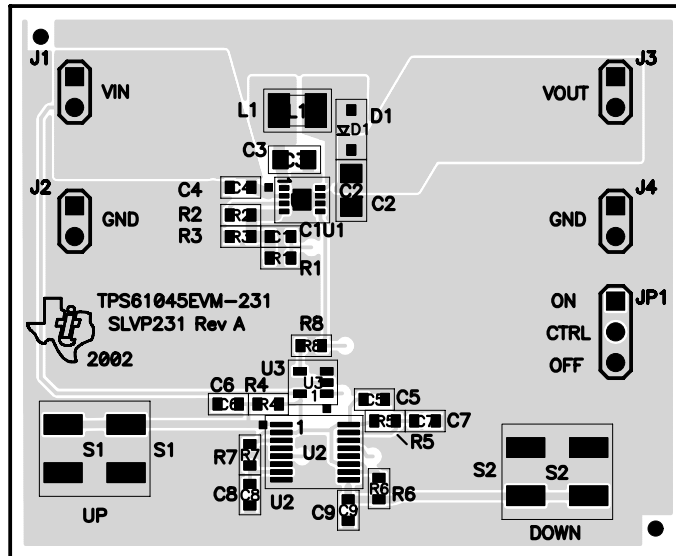 J1
VIN
J3
VOUT
L1
L1
D1
D1
C3
C3
C2
C2
C4
C4
J2
GND
R2
R2
R3
R3
C1
C1
U1
R1
R1
J4
GND
TPS61045EVM-231
SLVP231 Rev A
2002
JP1
ON
CTRL
OFF
R8
R8
U3
U3
1
C6
C6
R4
R4
C5
C5
R5
R5
C7
C7
S1
S1
UP
1
U2
U2
R7
R7
C8
C8
C9
C9
R6
R6
S2
S2
DOWN